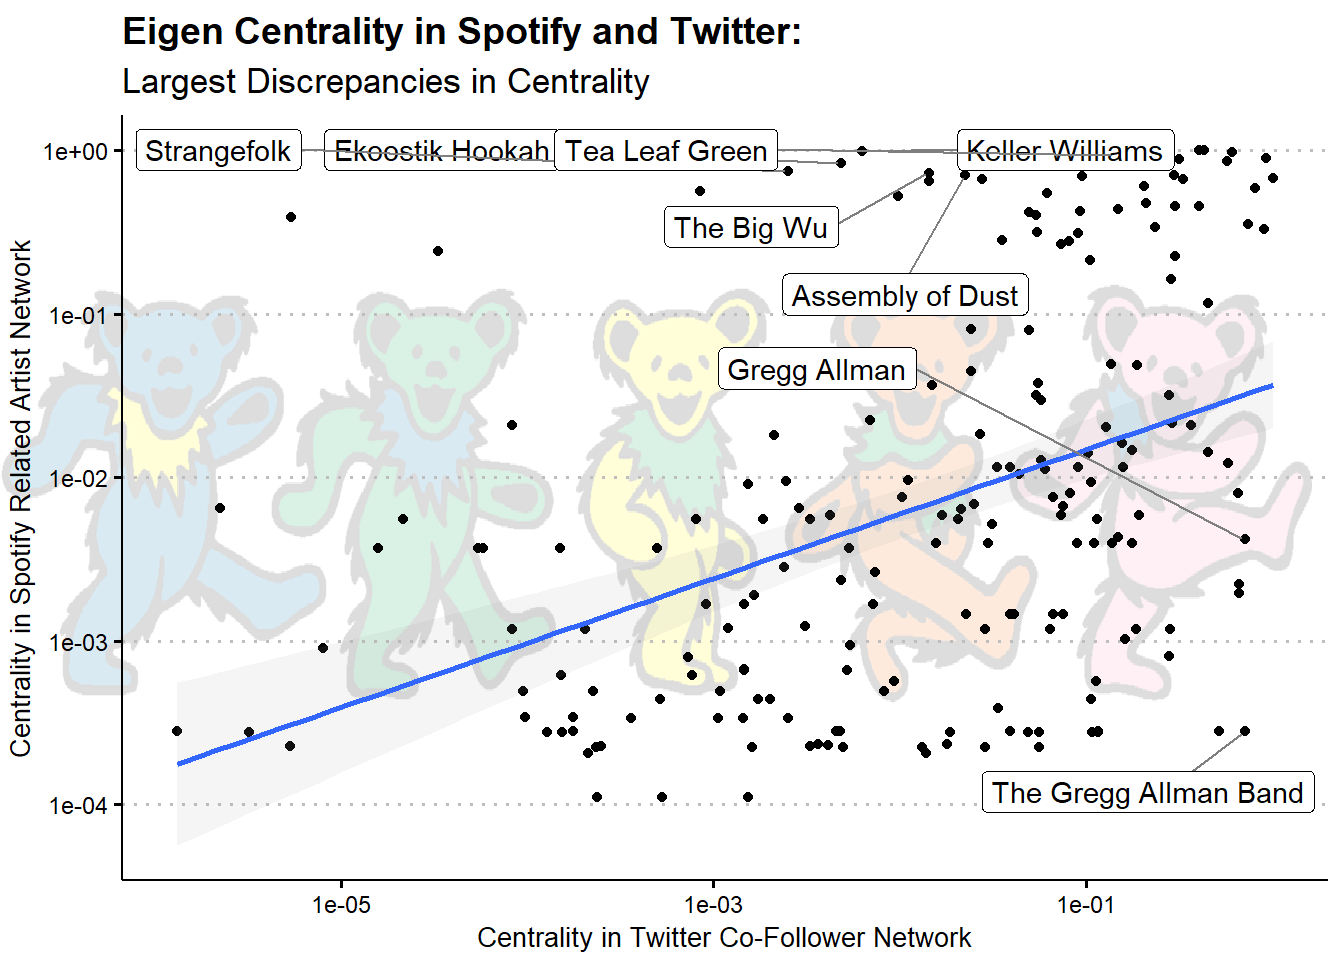 Eigen Centrality in Spotify and Twitter:
Largest Discrepancies in Centrality
Centrality in Spotify Related Artist Network
1e+00
1e-01
1e-02
1e-03
1e-04
Strangefolk
Ekoostik Hookah
Tea Leaf Green
Keller Williams
The Big Wu
Assembly of Dust
Gregg Allman
The Gregg Allman Band
1e-05
1e-03
1e-01
Centrality in Twitter Co-Follower Network